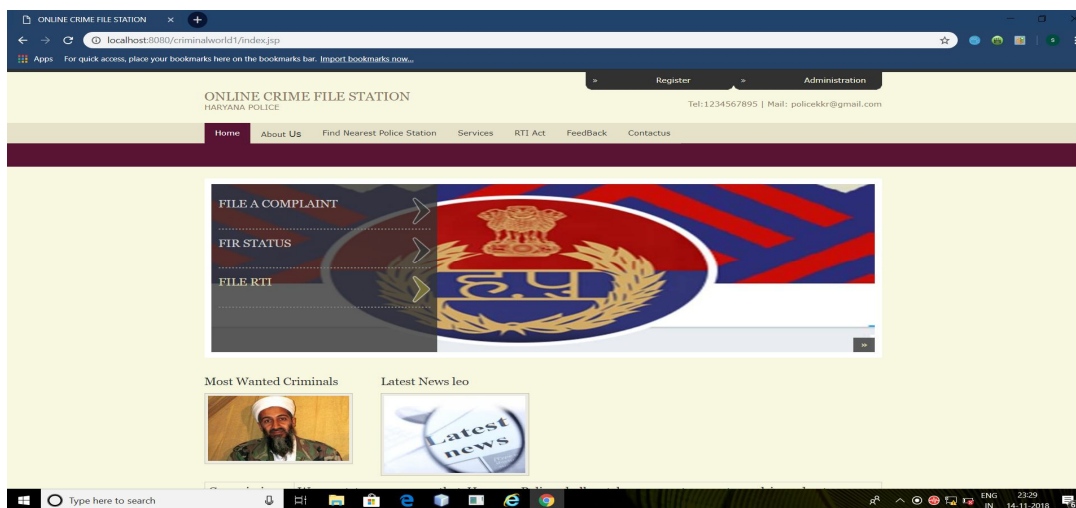 ONLINE CRIME FILE STATION
localhost:8080/criminalworld1/index.jsp
S
Apps For quick access, place your bookmarks here on the bookmarks bar. Import bookmarks now...
» Register » Administration
ONLINE CRIME FILE STATION
HARYANA POLICE
Tel:1234567895 | Mail: policekkr@gmail.com
Home About Us Find Nearest Police Station Services RTI Act FeedBack Contactus
FILE A COMPLAINT
FIR STATUS
FILE RTI
ह.पु
»
Most Wanted Criminals Latest News leo
Latest
news
Type here to search
ENG 23:29
IN 14-11-2018
6